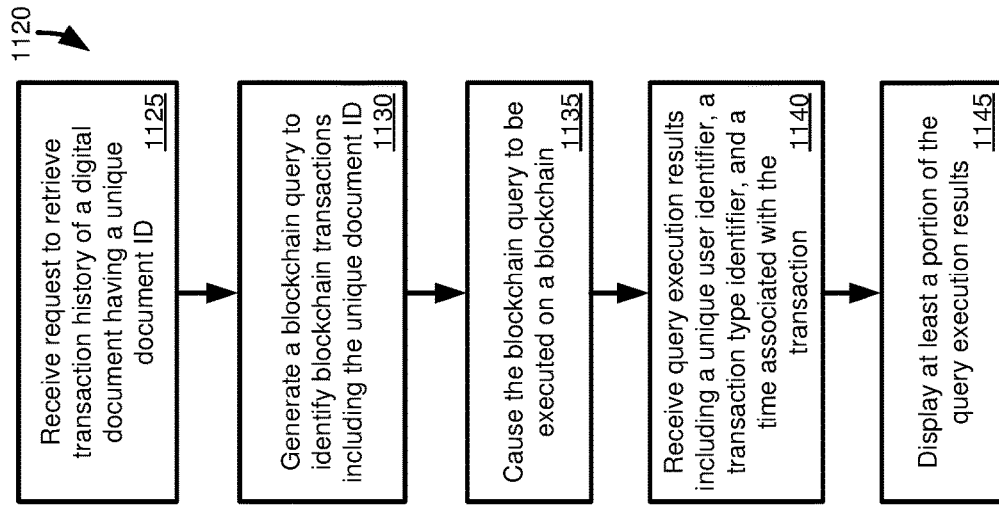 1120
Receive request to retrieve
transaction history of a digital
document having a unique
document ID
1125
Generate a blockchain query to
identify blockchain transactions
including the unique document ID
1130
Cause the blockchain query to be
executed on a blockchain
1135
Receive query execution results
including a unique user identifier, a
transaction type identifier, and a
time associated with the
transaction
1140
Display at least a portion of the
query execution results
1145